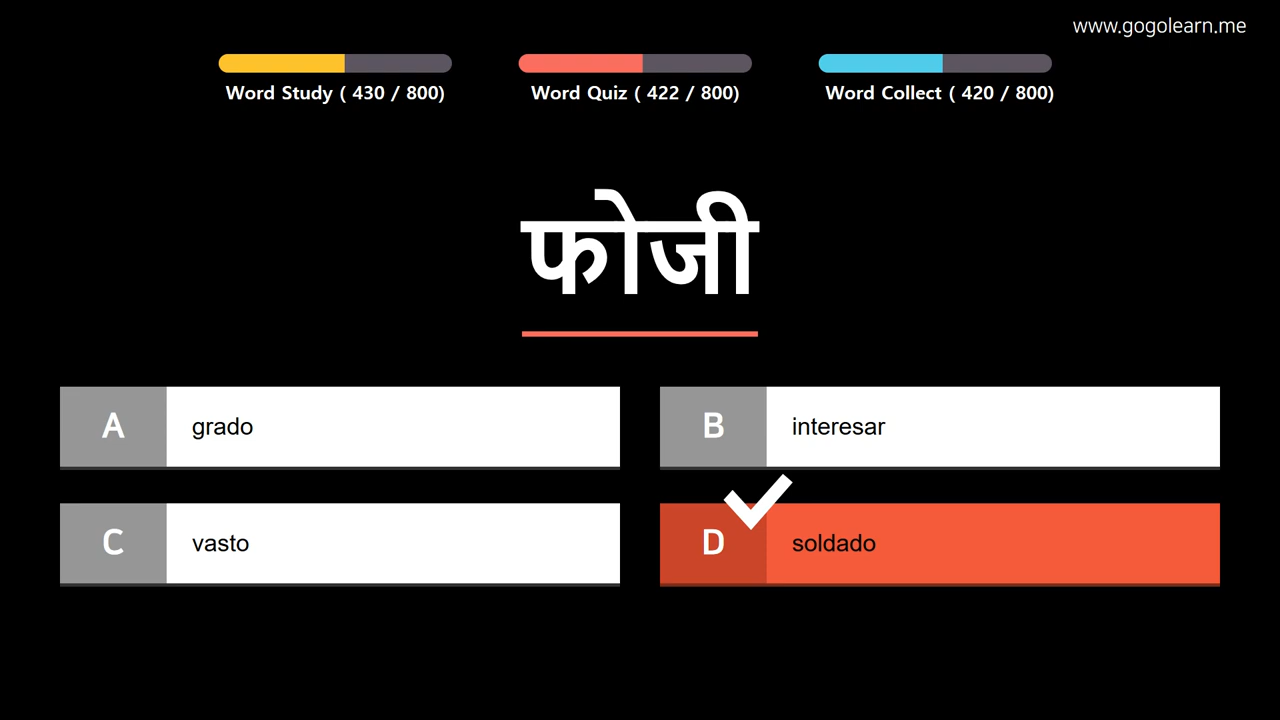 www.gogolearn.me
Word Study ( 430 / 800)
Word Quiz ( 422 / 800)
Word Collect ( 420 / 800)
फोजी
A grado
B interesar
C vasto
D soldado